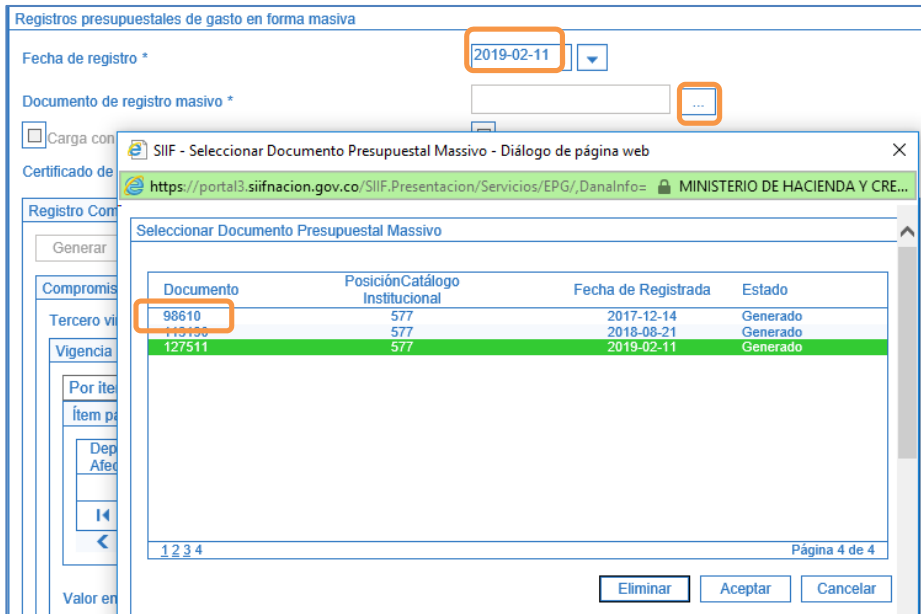 Registros presupuestales de gasto en forma masiva
Fecha de registro *
2019-02-11
Documento de registro masivo *
...
Carga con
Certificado de
SIIF - Seleccionar Documento Presupuestal Massivo - Diálogo de página web
https://portal3.siifnacion.gov.co/SIIF.Presentacion/Servicios/EPG/,DanaInfo= MINISTERIO DE HACIENDA Y CRE...
Registro Com
Seleccionar Documento Presupuestal Massivo
Generar
Documento PosiciónCatálogo Institucional Fecha de Registrada Estado
98610 577 2017-12-14 Generado
577 2018-08-21 Generado
127511 577 2019-02-11 Generado
Compromis
Tercero vi
Vigencia
Por íte
Ítem pa
Dep
Afec
1 2 3 4 Página 4 de 4
Eliminar Aceptar Cancelar
Valor en